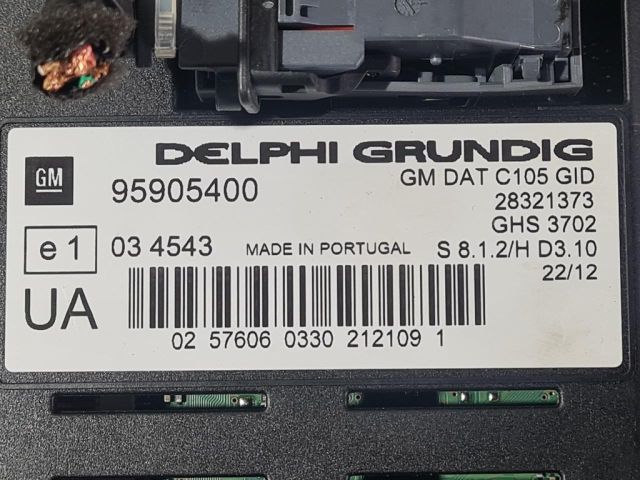 DELPHI GRUNDIG
GM 95905400 GM DAT C105 GID
28321373
GHS 3702
e1 03 4543 MADE IN PORTUGAL S 8.1.2/H D3.10
22/12
UA
02 57606 0330 212109 1